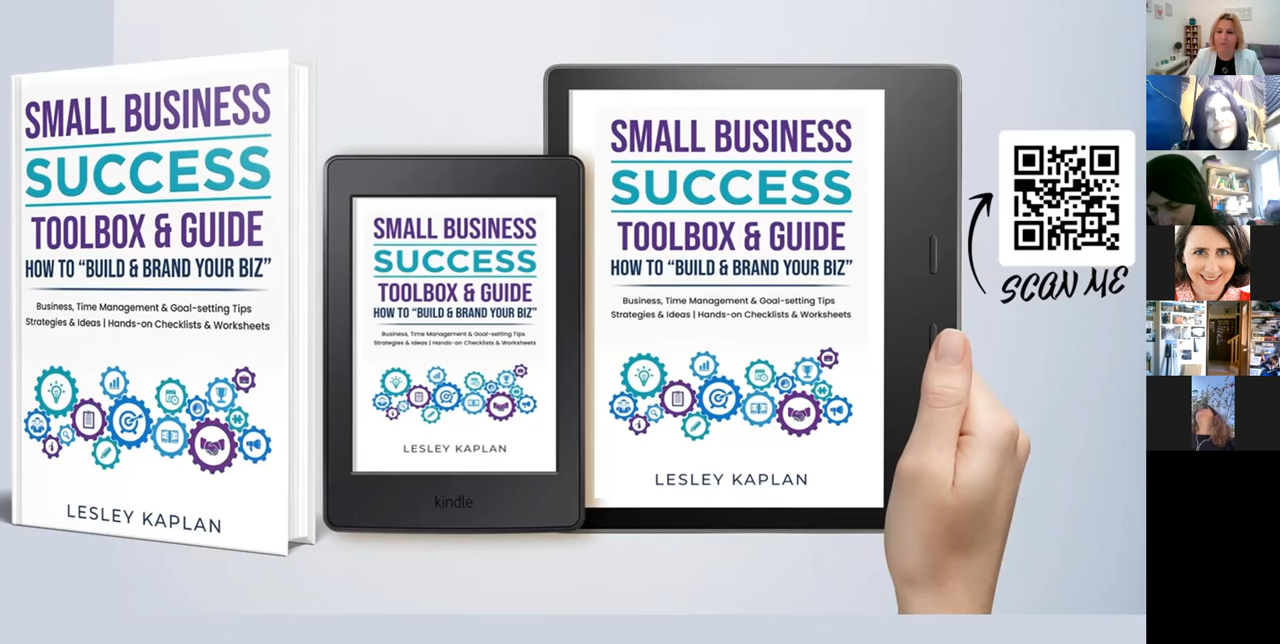 SMALL BUSINESS
SUCCESS
TOOLBOX & GUIDE
HOW TO “BUILD & BRAND YOUR BIZ”
Business, Time Management & Goal-setting Tips
Strategies & Ideas | Hands-on Checklists & Worksheets
LESLEY KAPLAN
SMALL BUSINESS
SUCCESS
TOOLBOX & GUIDE
HOW TO “BUILD & BRAND YOUR BIZ”
Business, Time Management & Goal-setting Tips
Strategies & Ideas | Hands-on Checklists & Worksheets
LESLEY KAPLAN
kindle
SMALL BUSINESS
SUCCESS
TOOLBOX & GUIDE
HOW TO “BUILD & BRAND YOUR BIZ”
Business, Time Management & Goal-setting Tips
Strategies & Ideas | Hands-on Checklists & Worksheets
LESLEY KAPLAN
SCAN ME